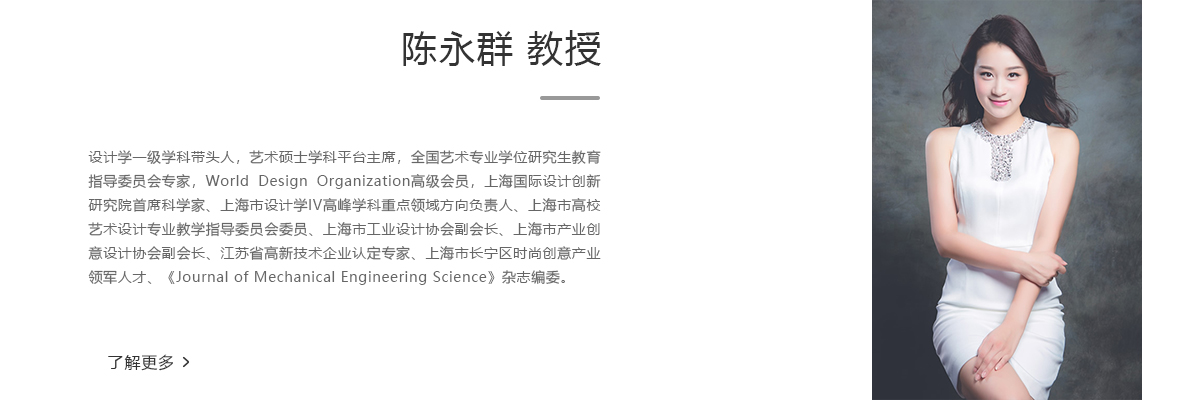 陈永群 教授
设计学一级学科带头人，艺术硕士学科平台主席，全国艺术专业学位研究生教育
指导委员会专家，World Design Organization高级会员，上海国际设计创新
研究院首席科学家、上海市设计学IV高峰学科重点领域方向负责人、上海市高校
艺术设计专业教学指导委员会委员、上海市工业设计协会副会长、上海市产业创
意设计协会副会长、江苏省高新技术企业认定专家、上海市长宁区时尚创意产业
领军人才、《Journal of Mechanical Engineering Science》杂志编委。
了解更多 >